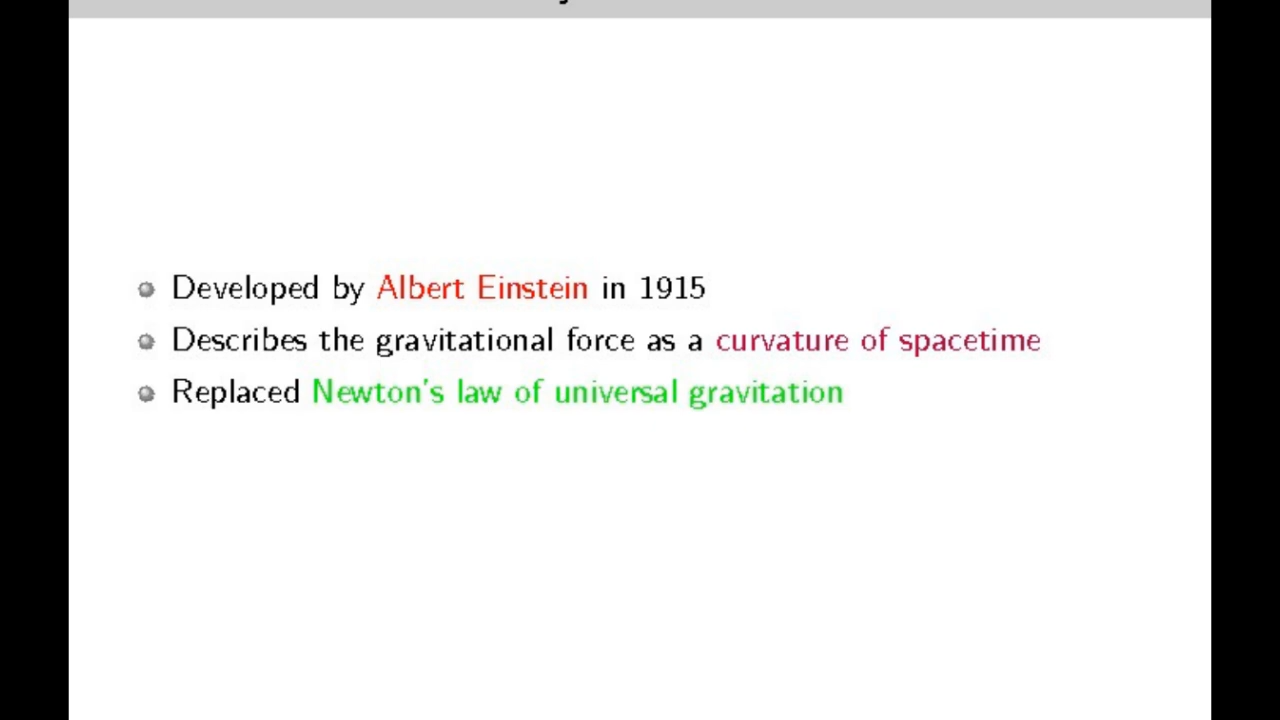 Developed by Albert Einstein in 1915
Describes the gravitational force as a curvature of spacetime
Replaced Newton's law of universal gravitation